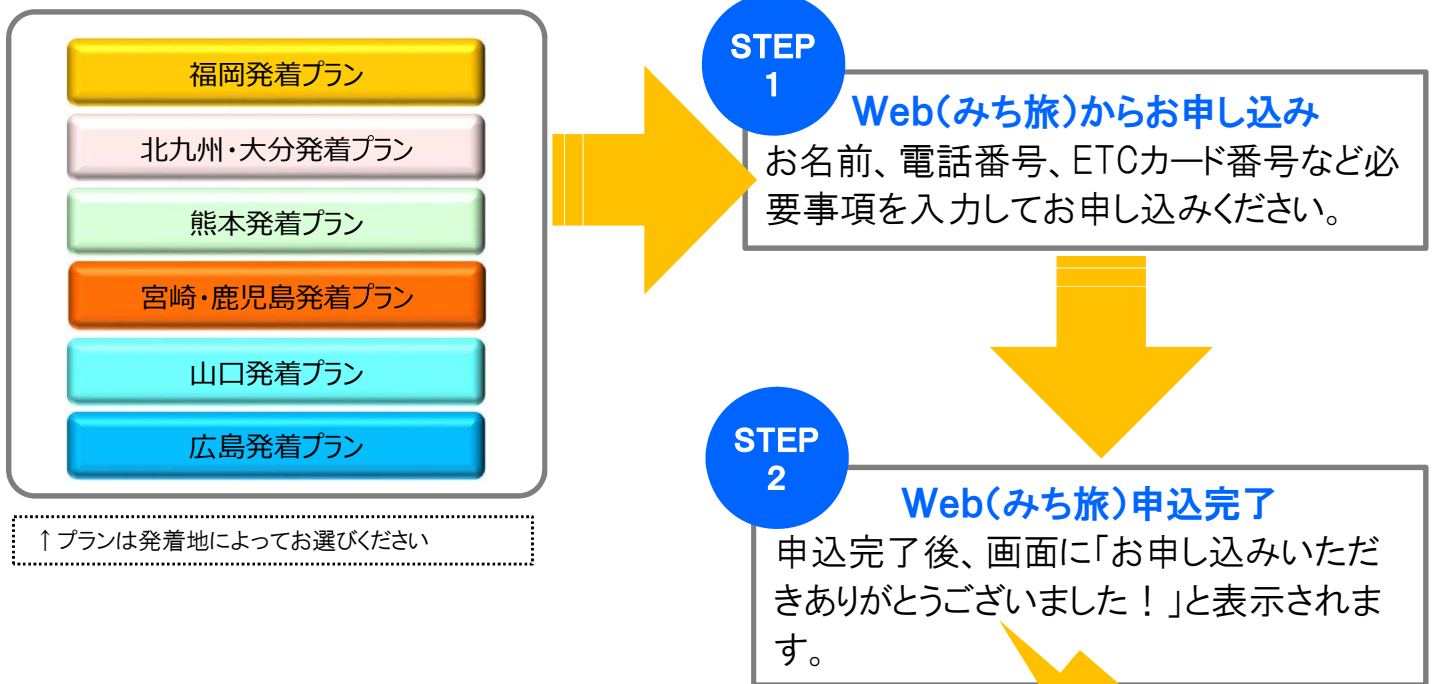 福岡発着プラン
北九州・大分発着プラン
熊本発着プラン
宮崎・鹿児島発着プラン
山口発着プラン
広島発着プラン
↑プランは発着地によってお選びください
STEP
1
Web(みち旅)からお申し込み
お名前、電話番号、ETCカード番号など必
要事項を入力してお申し込みください。
STEP
2
Web(みち旅)申込完了
申込完了後、画面に「お申し込みいただ
きありがとうございました！」と表示されま
す。